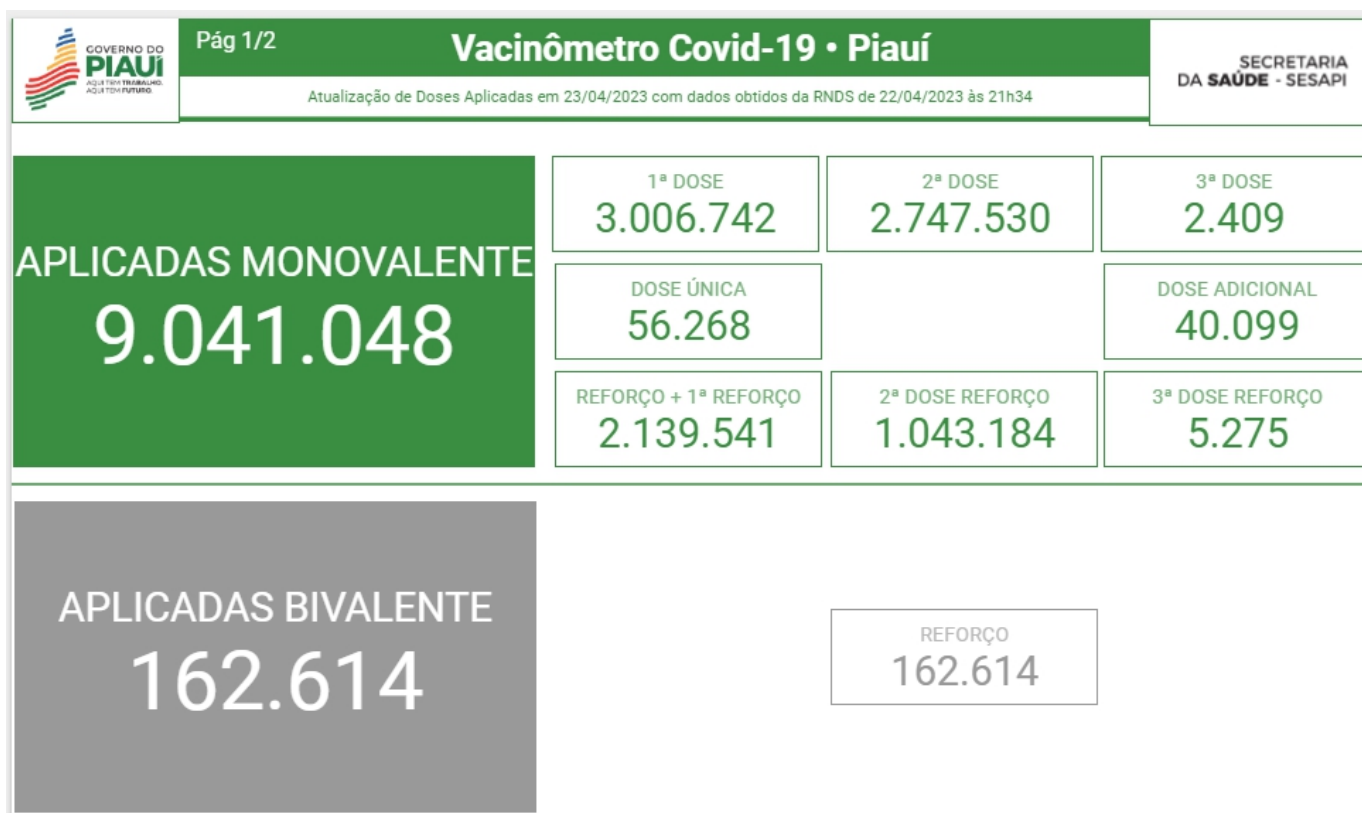 GOVERNO DO
PIAUÍ
AQUI TEM TRABALHO.
AQUI TEM FUTURO.
Pág 1/2
Vacinômetro Covid-19 • Piauí
Atualização de Doses Aplicadas em 23/04/2023 com dados obtidos da RNDS de 22/04/2023 às 21h34
SECRETARIA
DA SAÚDE - SESAPI
APLICADAS MONOVALENTE
9.041.048
1ª DOSE
3.006.742
2ª DOSE
2.747.530
3ª DOSE
2.409
DOSE ÚNICA
56.268
DOSE ADICIONAL
40.099
REFORÇO + 1ª REFORÇO
2.139.541
2ª DOSE REFORÇO
1.043.184
3ª DOSE REFORÇO
5.275
APLICADAS BIVALENTE
162.614
REFORÇO
162.614